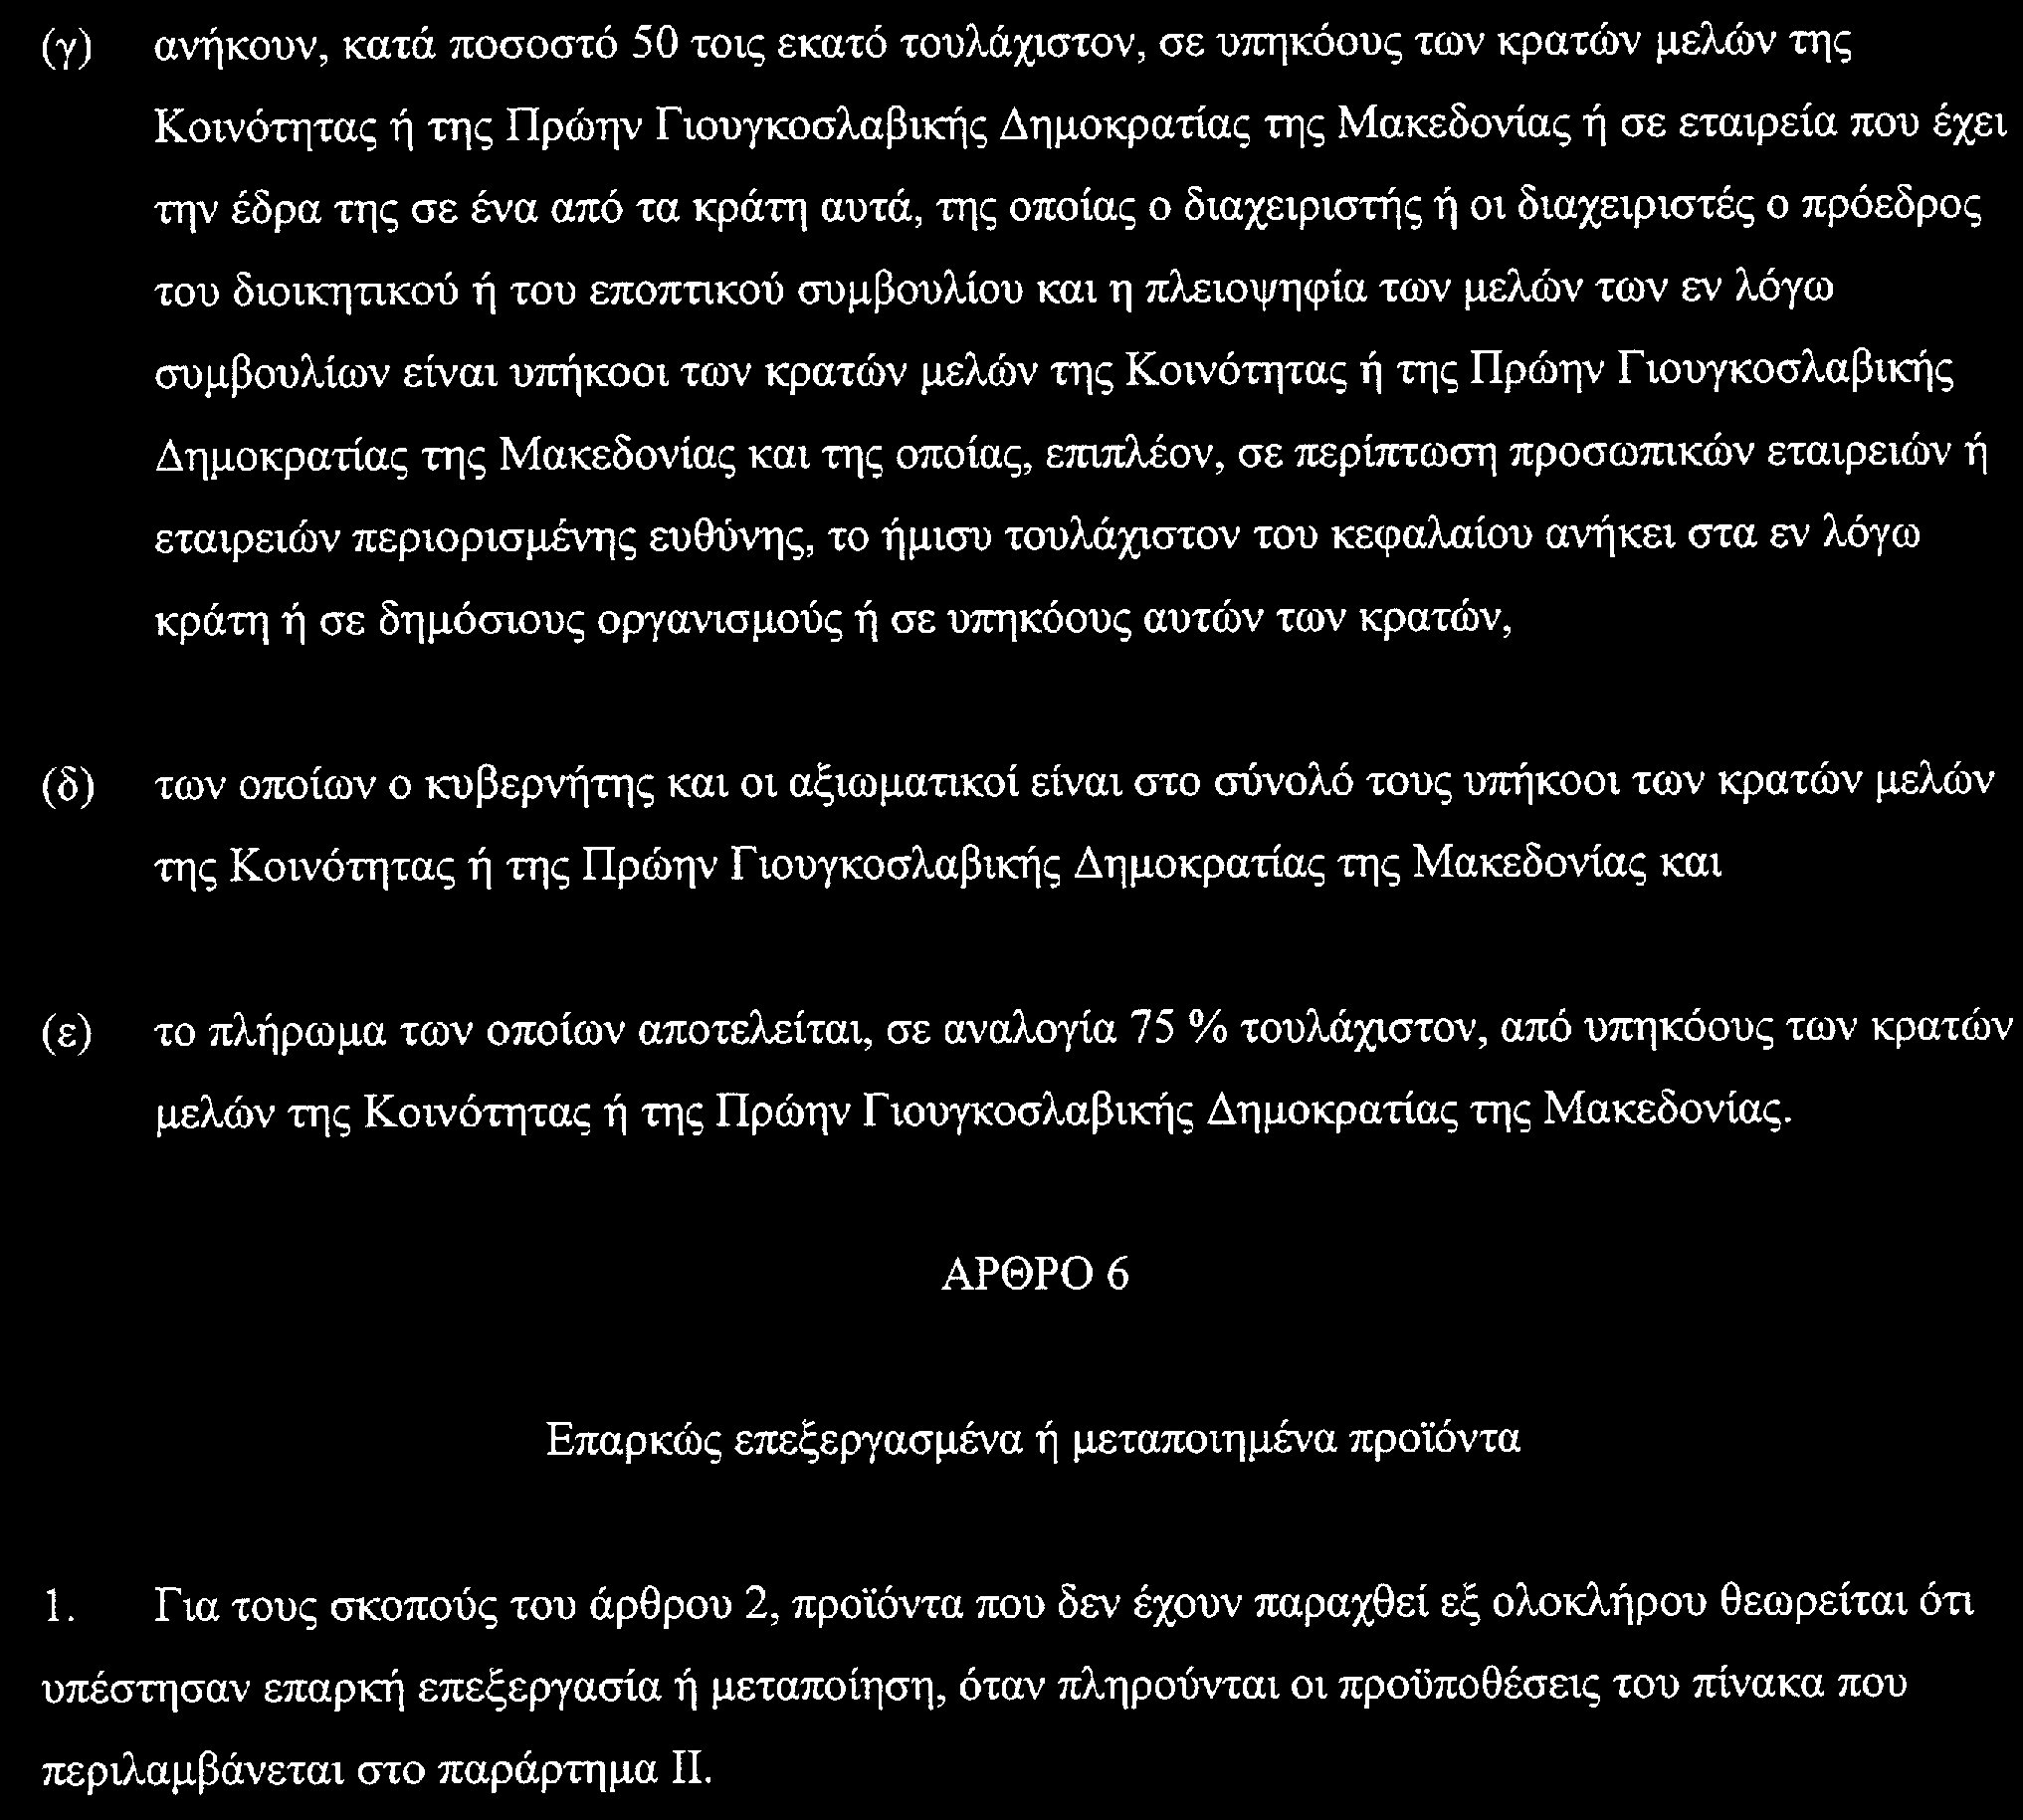 (γ) ανήκουν, κατά ποσοστό 50 τοις εκατό τουλάχιστον, σε υπηκόους των κρατών μελών της
Κοινότητας ή της Πρώην Γιουγκοσλαβικής Δημοκρατίας της Μακεδονίας ή σε εταιρεία που έχει
την έδρα της σε ένα από τα κράτη αυτά, της οποίας ο διαχειριστής ή οι διαχειριστές ο πρόεδρος
του διοικητικού ή του εποπτικού συμβουλίου και η πλειοψηφία των μελών των εν λόγω
συμβουλίων είναι υπήκοοι των κρατών μελών της Κοινότητας ή της Πρώην Γιουγκοσλαβικής
Δημοκρατίας της Μακεδονίας και της οποίας, επιπλέον, σε περίπτωση προσωπικών εταιρειών ή
εταιρειών περιορισμένης ευθύνης, το ήμισυ τουλάχιστον του κεφαλαίου ανήκει στα εν λόγω
κράτη ή σε δημόσιους οργανισμούς ή σε υπηκόους αυτών των κρατών,
(δ) των οποίων ο κυβερνήτης και οι αξιωματικοί είναι στο σύνολό τους υπήκοοι των κρατών μελών
της Κοινότητας ή της Πρώην Γιουγκοσλαβικής Δημοκρατίας της Μακεδονίας και
(ε) το πλήρωμα των οποίων αποτελείται, σε αναλογία 75 % τουλάχιστον, από υπηκόους των κρατών
μελών της Κοινότητας ή της Πρώην Γιουγκοσλαβικής Δημοκρατίας της Μακεδονίας.
ΑΡΘΡΟ 6
Επαρκώς επεξεργασμένα ή μεταποιημένα προϊόντα
1. Για τους σκοπούς του άρθρου 2, προϊόντα που δεν έχουν παραχθεί εξ ολοκλήρου θεωρείται ότι
υπέστησαν επαρκή επεξεργασία ή μεταποίηση, όταν πληρούνται οι προϋποθέσεις του πίνακα που
περιλαμβάνεται στο παράρτημα II.